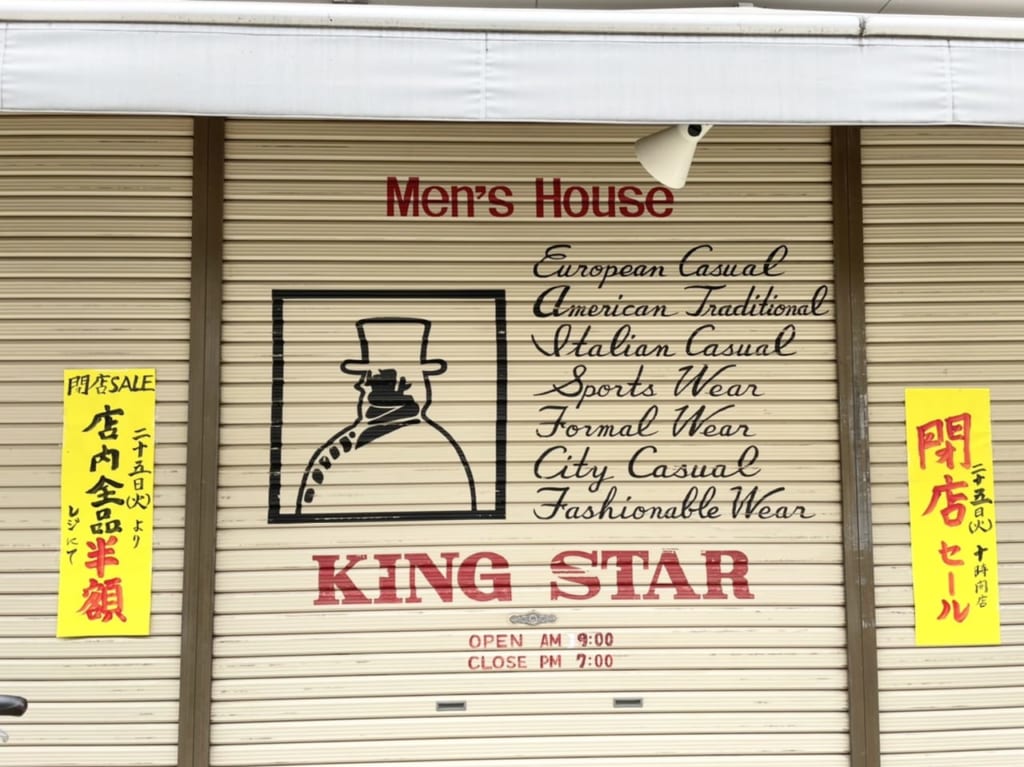 Men's House
European Casual
American Traditional
Italian Casual
Sports Wear
Formal Wear
City Casual
Fashionable Wear
KING STAR
OPEN AM 9:00
CLOSE PM 7:00
閉店SALE
二十五日(火)より
店内全品半額
レジにて
閉店セール
二十五日(火)十時開店